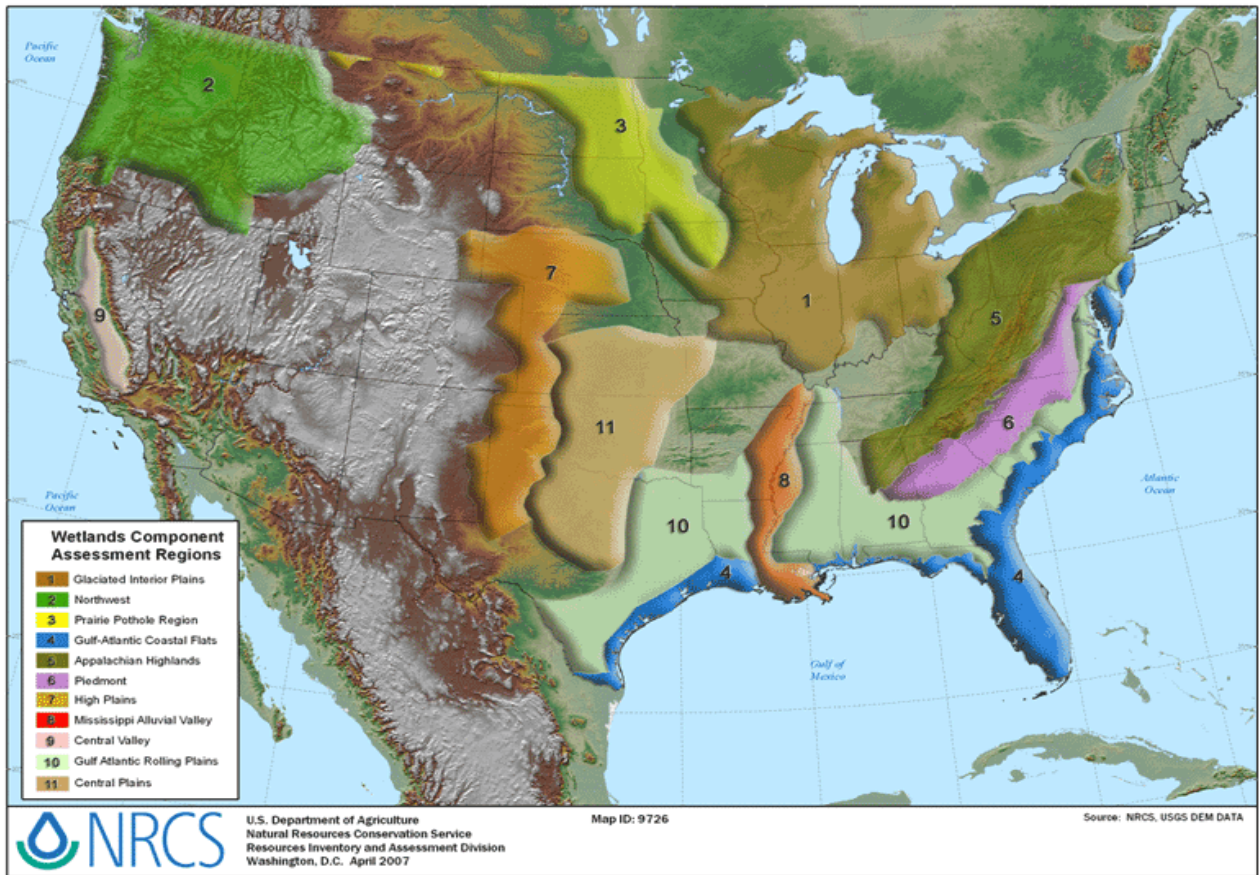 Pacific
Ocean
2
3
7
1
9
5
11
6
8
10
10
4
4
Pacific
Ocean
Atlantic
Ocean
Gulf of
Mexico
Wetlands Component
Assessment Regions
1 Glaciated Interior Plains
2 Northwest
3 Prairie Pothole Region
4 Gulf-Atlantic Coastal Flats
5 Appalachian Highlands
6 Piedmont
7 High Plains
8 Mississippi Alluvial Valley
9 Central Valley
10 Gulf Atlantic Rolling Plains
11 Central Plains
NRCS
U.S. Department of Agriculture
Natural Resources Conservation Service
Resources Inventory and Assessment Division
Washington, D.C. April 2007
Map ID: 9726
Source: NRCS, USGS DEM DATA